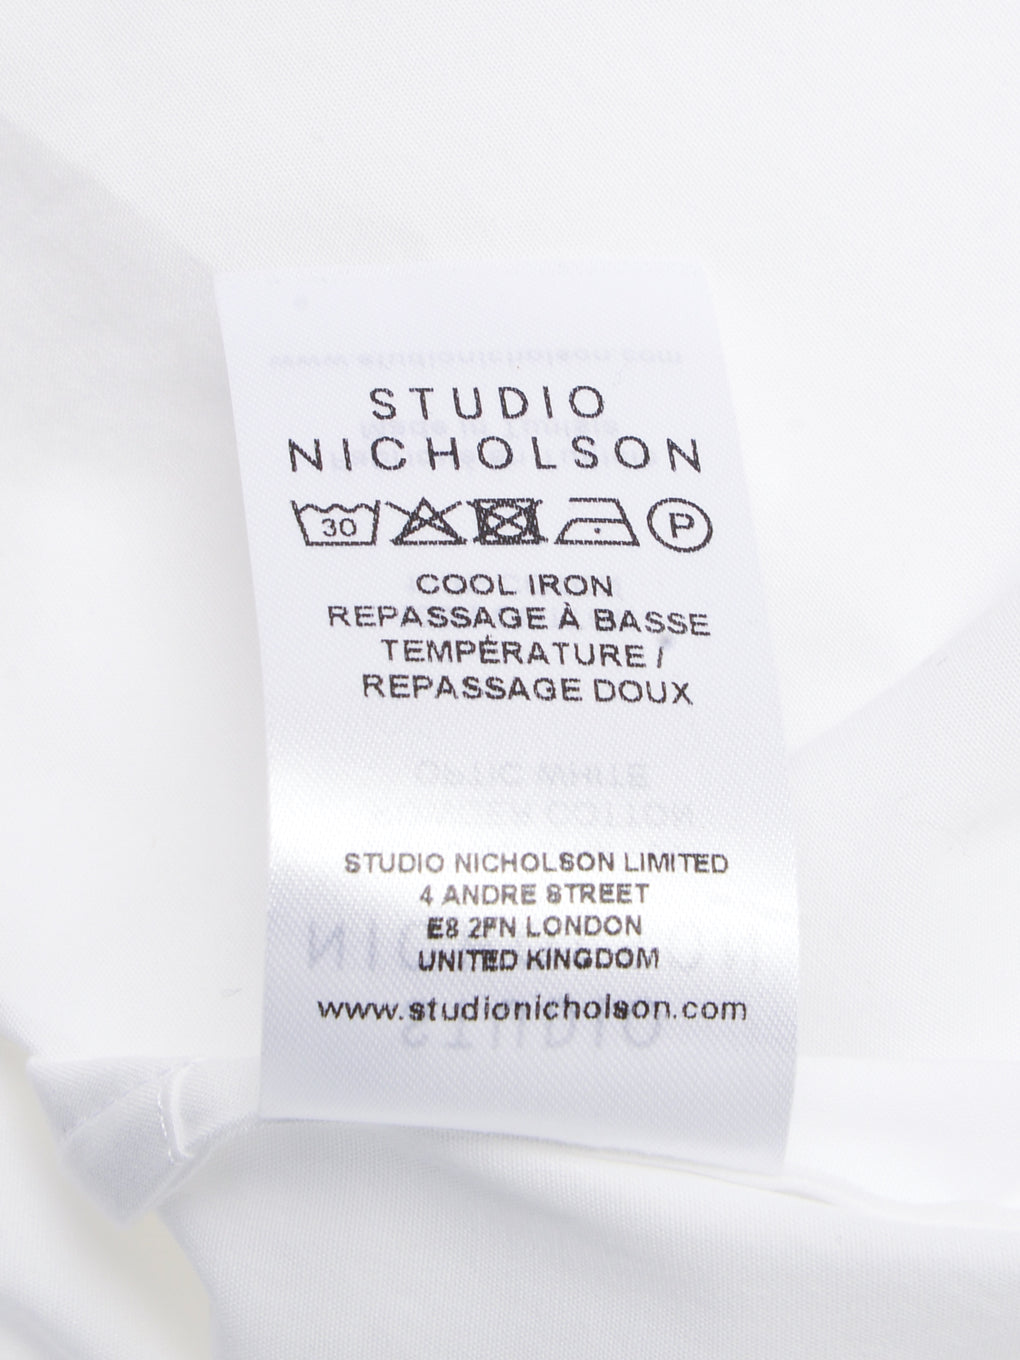 STUDIO
NICHOLSON
30 P
COOL IRON
REPASSAGE À BASSE
TEMPÉRATURE /
REPASSAGE DOUX
STUDIO NICHOLSON LIMITED
4 ANDRE STREET
E8 2FN LONDON
UNITED KINGDOM
www.studionicholson.com